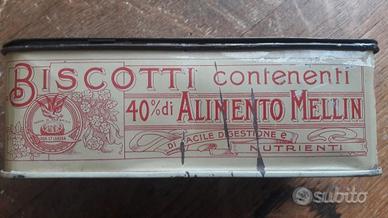 BISCOTTI contenenti
40% di ALIMENTO MELLIN
DI FACILE DIGESTIONE e
NUTRIENTI
subito